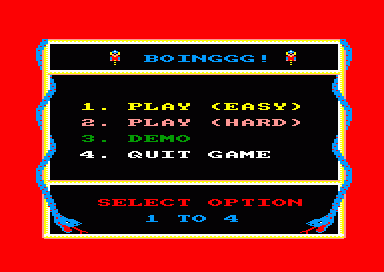 BOINGGG!
1. PLAY (EASY)
2. PLAY (HARD)
3. DEMO
4. QUIT GAME
SELECT OPTION
1 TO 4